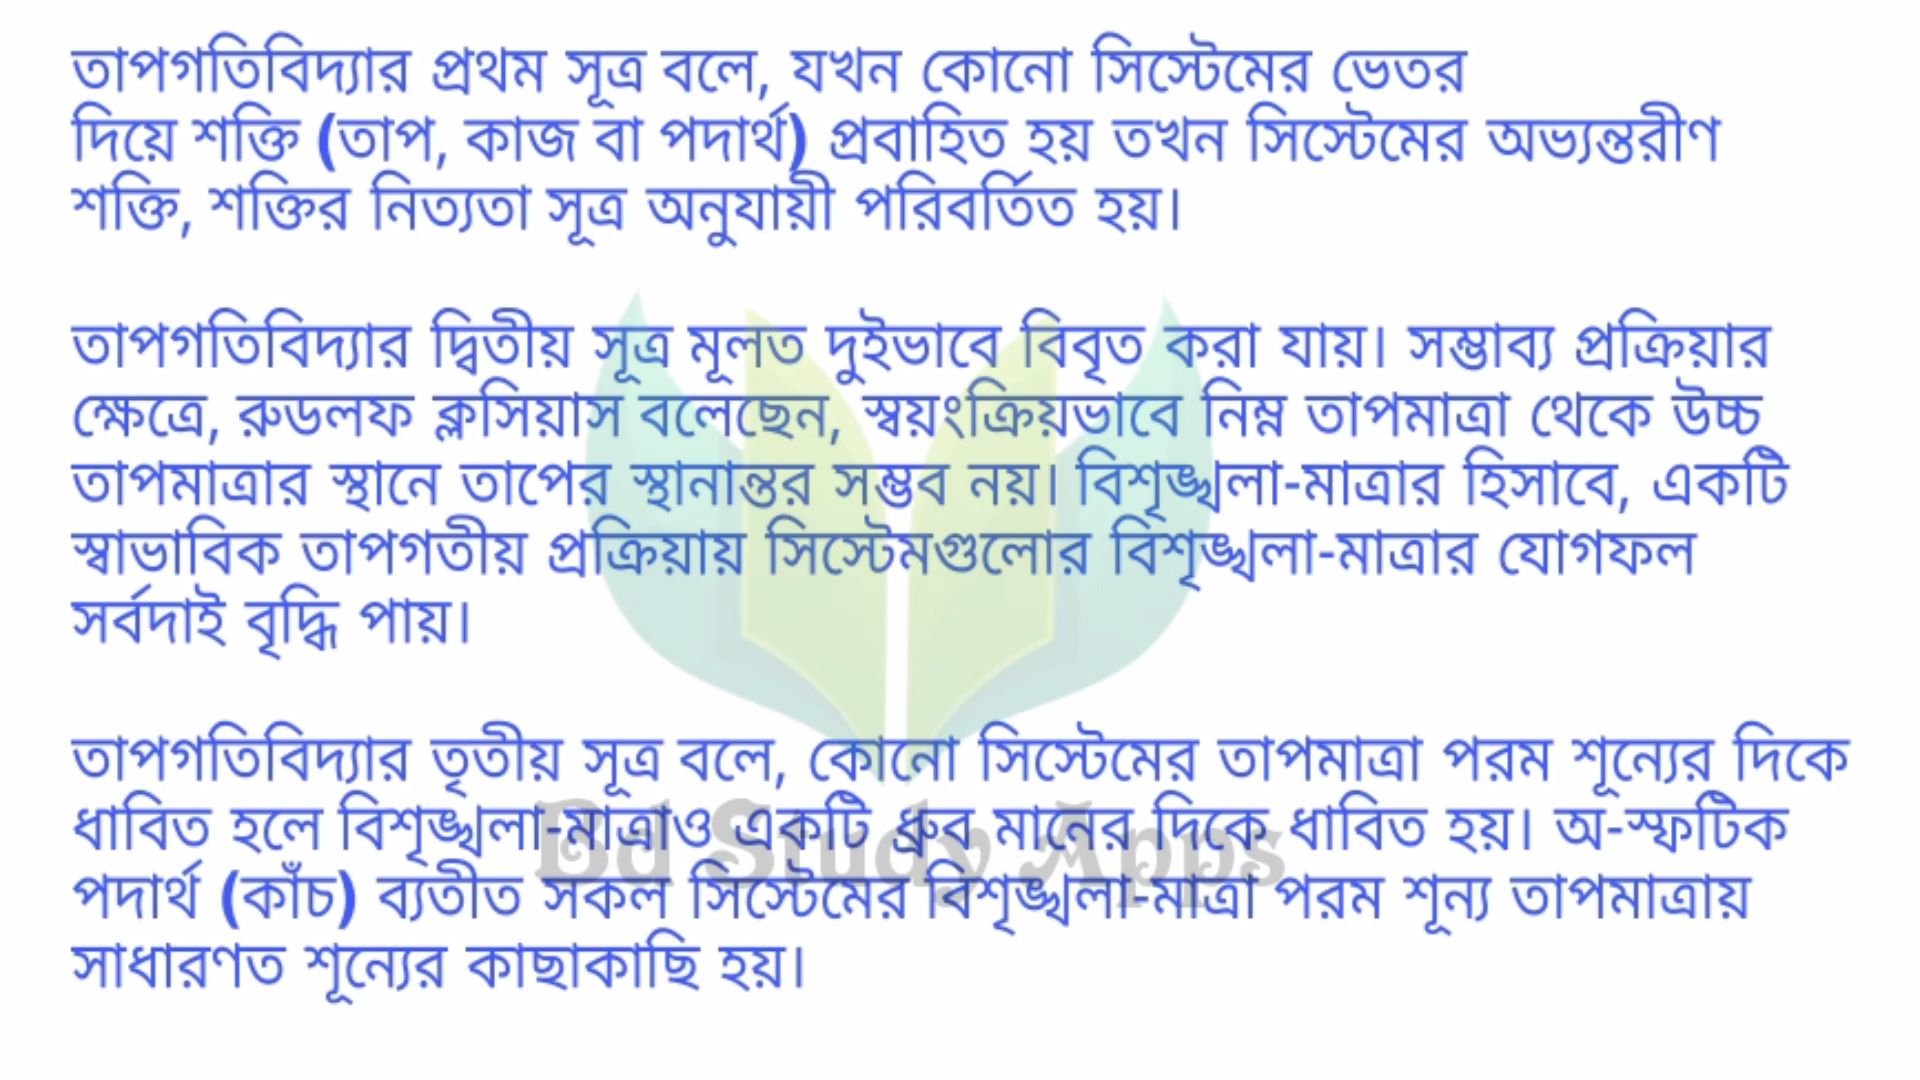 তাপগতিবিদ্যার প্রথম সূত্র বলে, যখন কোনো সিস্টেমের ভেতর
দিয়ে শক্তি (তাপ, কাজ বা পদার্থ) প্রবাহিত হয় তখন সিস্টেমের অভ্যন্তরীণ
শক্তি, শক্তির নিত্যতা সূত্র অনুযায়ী পরিবর্তিত হয়।
তাপগতিবিদ্যার দ্বিতীয় সূত্র মূলত দুইভাবে বিবৃত করা যায়। সম্ভাব্য প্রক্রিয়ার
ক্ষেত্রে, রুডলফ ক্লসিয়াস বলেছেন, স্বয়ংক্রিয়ভাবে নিম্ন তাপমাত্রা থেকে উচ্চ
তাপমাত্রার স্থানে তাপের স্থানান্তর সম্ভব নয়। বিশৃঙ্খলা-মাত্রার হিসাবে, একটি
স্বাভাবিক তাপগতীয় প্রক্রিয়ায় সিস্টেমগুলোর বিশৃঙ্খলা-মাত্রার যোগফল
সর্বদাই বৃদ্ধি পায়।
তাপগতিবিদ্যার তৃতীয় সূত্র বলে, কোনো সিস্টেমের তাপমাত্রা পরম শূন্যের দিকে
ধাবিত হলে বিশৃঙ্খলা-মাত্রাও একটি ধ্রুব মানের দিকে ধাবিত হয়। অ-স্ফটিক
পদার্থ (কাঁচ) ব্যতীত সকল সিস্টেমের বিশৃঙ্খলা-মাত্রা পরম শূন্য তাপমাত্রায়
সাধারণত শূন্যের কাছাকাছি হয়।
Bd Study Apps